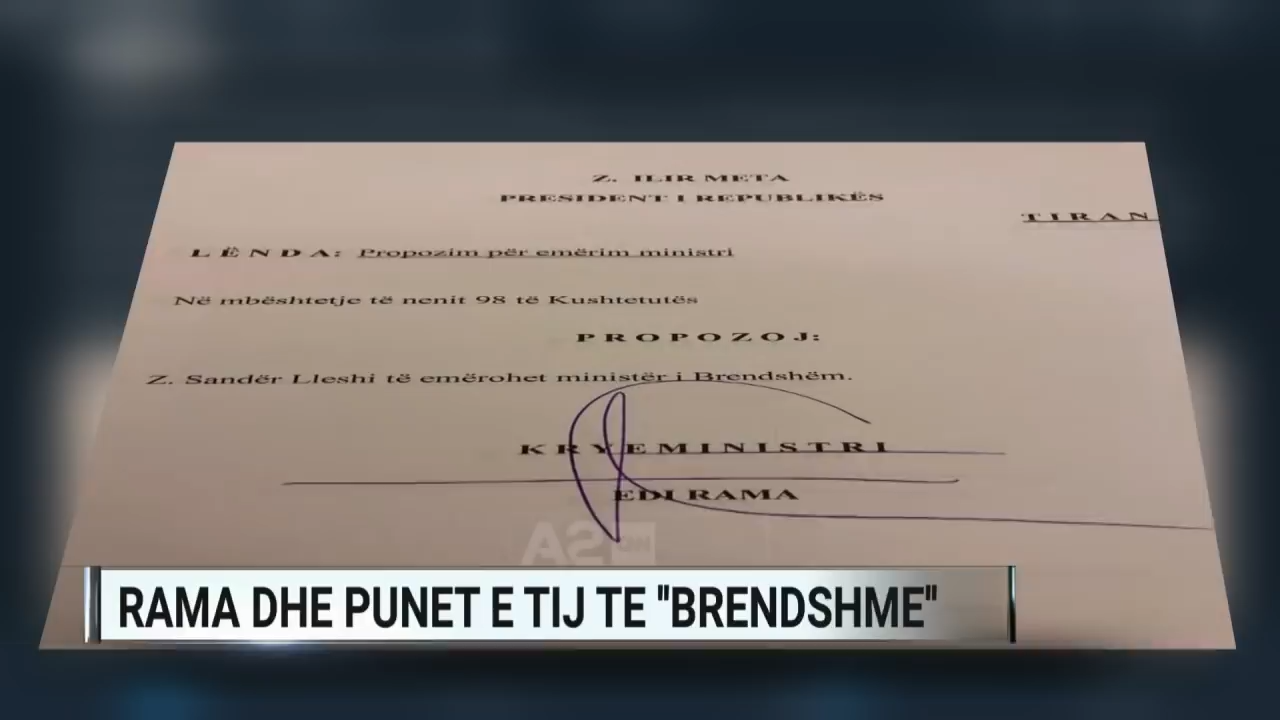 Z. ILIR META
PRESIDENT I REPUBLIKËS
TIRAN
LËNDA: Propozim për emërim ministri
Në mbështetje të nenit 98 të Kushtetutës
PROPOZOJ:
Z. Sandër Lleshi të emërohet ministër i Brendshëm.
KRYEMINISTRI
EDI RAMA
RAMA DHE PUNET E TIJ TE "BRENDSHME"